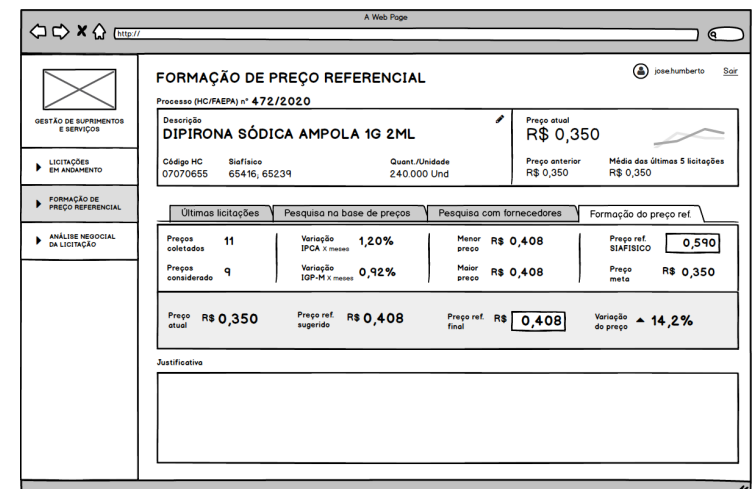 A Web Page
http://
GESTÃO DE SUPRIMENTOS
E SERVIÇOS
LICITAÇÕES
EM ANDAMENTO
FORMAÇÃO DE
PREÇO REFERENCIAL
ANÁLISE NEGOCIAL
DA LICITAÇÃO
FORMAÇÃO DE PREÇO REFERENCIAL
jose.humberto Sair
Processo (HC/FAEPA) nº 472/2020
Descrição
DIPIRONA SÓDICA AMPOLA 1G 2ML
Código HC Siafísico Quant./Unidade
07070655 65416, 65239 240.000 Und
Preço atual
R$ 0,350
Preço anterior Média das últimas 5 licitações
R$ 0,350 R$ 0,350
Últimas licitações Pesquisa na base de preços Pesquisa com fornecedores Formação do preço ref.
Preços coletados 11 Variação IPCA X meses 1,20% Menor preço R$ 0,408 Preço ref. SIAFISICO 0,590
Preços considerado 9 Variação IGP-M X meses 0,92% Maior preço R$ 0,408 Preço meta R$ 0,350
Preço atual R$ 0,350 Preço ref. sugerido R$ 0,408 Preço ref. final R$ 0,408 Variação do preço 14,2%
Justificativa